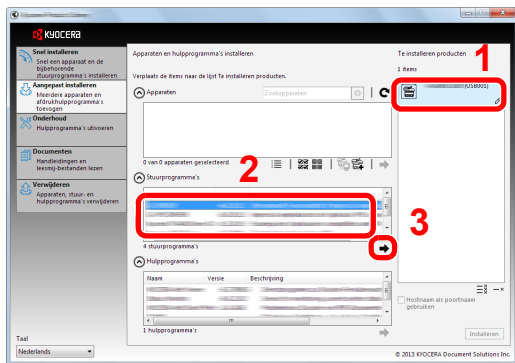 KYOCERA
Snel installeren
Snel een apparaat en de
bijbehorende
stuurprogramma's installeren
Aangepast installeren
Meerdere apparaten en
afdrukhulpprogramma's
toevoegen
Onderhoud
Hulpprogramma's uitvoeren
Documenten
Handleidingen en
leesmij-bestanden lezen
Verwijderen
Apparaten, stuur- en
hulpprogramma's verwijderen
Taal
Nederlands
Apparaten en hulpprogramma's installeren
Verplaats de items naar de lijst Te installeren producten.
Apparaten
Zoekapparaten
0 van 0 apparaten geselecteerd
2
Stuurprogramma's
3
4 stuurprogramma's
Hulpprogramma's
Naam Versie Beschrijving
1 hulpprogramma's
Te installeren producten
1
1 items
(USB001)
Hostnaam als poortnaam
gebruiken
Installeren
© 2013 KYOCERA Document Solutions Inc.